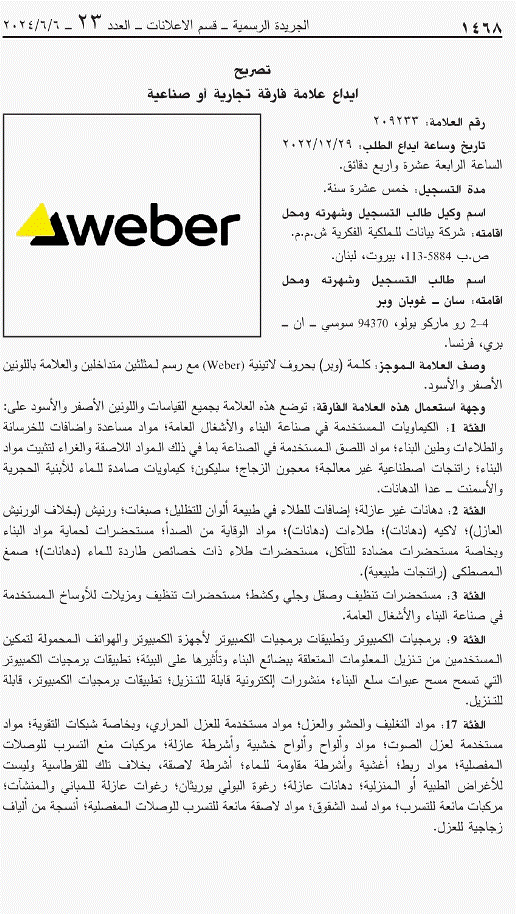 ١٤٦٨
الجريدة الرسمية – قسم الاعلانات – العدد ٢٣ – ٢٠٢٤/٦/٦
تصريح
ايداع علامة فارقة تجارية أو صناعية
رقم العلامة: ٢٠٩٢٣٣
تاريخ وساعة ايداع الطلب: ٢٠٢٢/١٢/٢٩
الساعة الرابعة عشرة واربع دقائق.
مدة التسجيل: خمس عشرة سنة.
اسم وكيل طالب التسجيل وشهرته ومحل
اقامته: شركة بيانات للملكية الفكرية ش.م.م.
ص.ب 5884-113، بيروت، لبنان.
اسم طالب التسجيل وشهرته ومحل
اقامته: سان – غوبان وبر
2–4 رو ماركو بولو، 94370 سوسي – ان –
بري، فرنسا.
weber
وصف العلامة الموجز: كلمة (وبر) بحروف لاتينية (Weber) مع رسم لمثلثين متداخلين والعلامة باللونين
الأصفر والأسود.
وجهة استعمال هذه العلامة الفارقة: توضع هذه العلامة بجميع القياسات واللونين الأصفر والأسود على:
الفئة 1: الكيماويات المستخدمة في صناعة البناء والأشغال العامة؛ مواد مساعدة واضافات للخرسانة
والطلاءات وطين البناء؛ مواد اللصق المستخدمة في الصناعة بما في ذلك المواد اللاصقة والغراء لتثبيت مواد
البناء؛ راتنجات اصطناعية غير معالجة؛ معجون الزجاج؛ سليكون؛ كيماويات صامدة للماء للأبنية الحجرية
والأسمنت – عدا الدهانات.
الفئة 2: دهانات غير عازلة؛ إضافات للطلاء في طبيعة ألوان للتظليل؛ صبغات؛ ورنيش (بخلاف الورنيش
العازل)؛ لاكيه (دهانات)؛ طلاءات (دهانات)؛ مواد الوقاية من الصدأ؛ مستحضرات لحماية مواد البناء
وبخاصة مستحضرات مضادة للتآكل، مستحضرات طلاء ذات خصائص طاردة للماء (دهانات)؛ صمغ
المصطكى (راتنجات طبيعية).
الفئة 3: مستحضرات تنظيف وصقل وجلي وكشط؛ مستحضرات تنظيف ومزيلات للأوساخ المستخدمة
في صناعة البناء والأشغال العامة.
الفئة 9: برمجيات الكمبيوتر وتطبيقات برمجيات الكمبيوتر لأجهزة الكمبيوتر والهواتف المحمولة لتمكين
المستخدمين من تنزيل المعلومات المتعلقة ببضائع البناء وتأثيرها على البيئة؛ تطبيقات برمجيات الكمبيوتر
التي تسمح مسح عبوات سلع البناء؛ منشورات إلكترونية قابلة للتنزيل؛ تطبيقات برمجيات الكمبيوتر، قابلة
للتنزيل.
الفئة 17: مواد التغليف والحشو والعزل؛ مواد مستخدمة للعزل الحراري، وبخاصة شبكات التقوية؛ مواد
مستخدمة لعزل الصوت؛ مواد وألواح وألواح خشبية وأشرطة عازلة؛ مركبات منع التسرب للوصلات
المفصلية؛ مواد ربط؛ أغشية وأشرطة مقاومة للماء؛ أشرطة لاصقة، بخلاف تلك للقرطاسية وليست
للأغراض الطبية أو المنزلية؛ دهانات عازلة؛ رغوة البولي يوريثان؛ رغوات عازلة للمباني والمنشآت؛
مركبات مانعة للتسرب؛ مواد لسد الشقوق؛ مواد لاصقة مانعة للتسرب للوصلات المفصلية؛ أنسجة من ألياف
زجاجية للعزل.